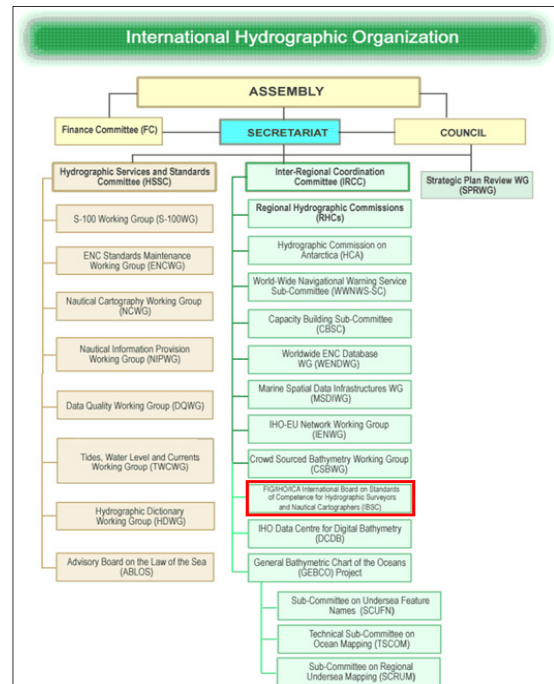 International Hydrographic Organization
ASSEMBLY
Finance Committee (FC)
SECRETARIAT
COUNCIL
Hydrographic Services and Standards
Committee (HSSC)
Inter-Regional Coordination
Committee (IRCC)
Strategic Plan Review WG
(SPRWG)
S-100 Working Group (S-100WG)
ENC Standards Maintenance
Working Group (ENCWG)
Nautical Cartography Working Group
(NCWG)
Nautical Information Provision
Working Group (NIPWG)
Data Quality Working Group (DQWG)
Tides, Water Level and Currents
Working Group (TWCWG)
Hydrographic Dictionary
Working Group (HDWG)
Advisory Board on the Law of the Sea
(ABLOS)
Regional Hydrographic Commissions
(RHCs)
Hydrographic Commission on
Antarctica (HCA)
World-Wide Navigational Warning Service
Sub-Committee (WWNWS-SC)
Capacity Building Sub-Committee
(CBSC)
Worldwide ENC Database
WG (WENDWG)
Marine Spatial Data Infrastructures WG
(MSDIWG)
IHO-EU Network Working Group
(IENWG)
Crowd Sourced Bathymetry Working Group
(CSBWG)
FIG/IHO/ICA International Board on Standards
of Competence for Hydrographic Surveyors
and Nautical Cartographers (IBSC)
IHO Data Centre for Digital Bathymetry
(DCDB)
General Bathymetric Chart of the Oceans
(GEBCO) Project
Sub-Committee on Undersea Feature
Names (SCUFN)
Technical Sub-Committee on
Ocean Mapping (TSCOM)
Sub-Committee on Regional
Undersea Mapping (SCRUM)